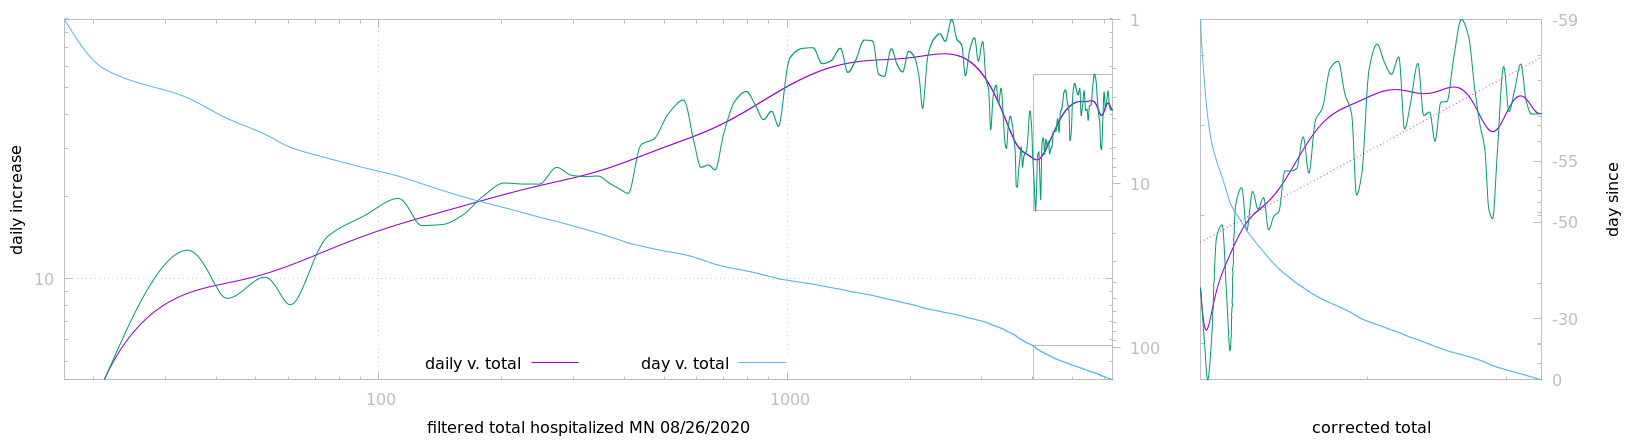 daily increase
10
daily v. total
day v. total
100
1000
filtered total hospitalized MN 08/26/2020
1
10
100
-59
-55
-50
-30
0
day since
corrected total